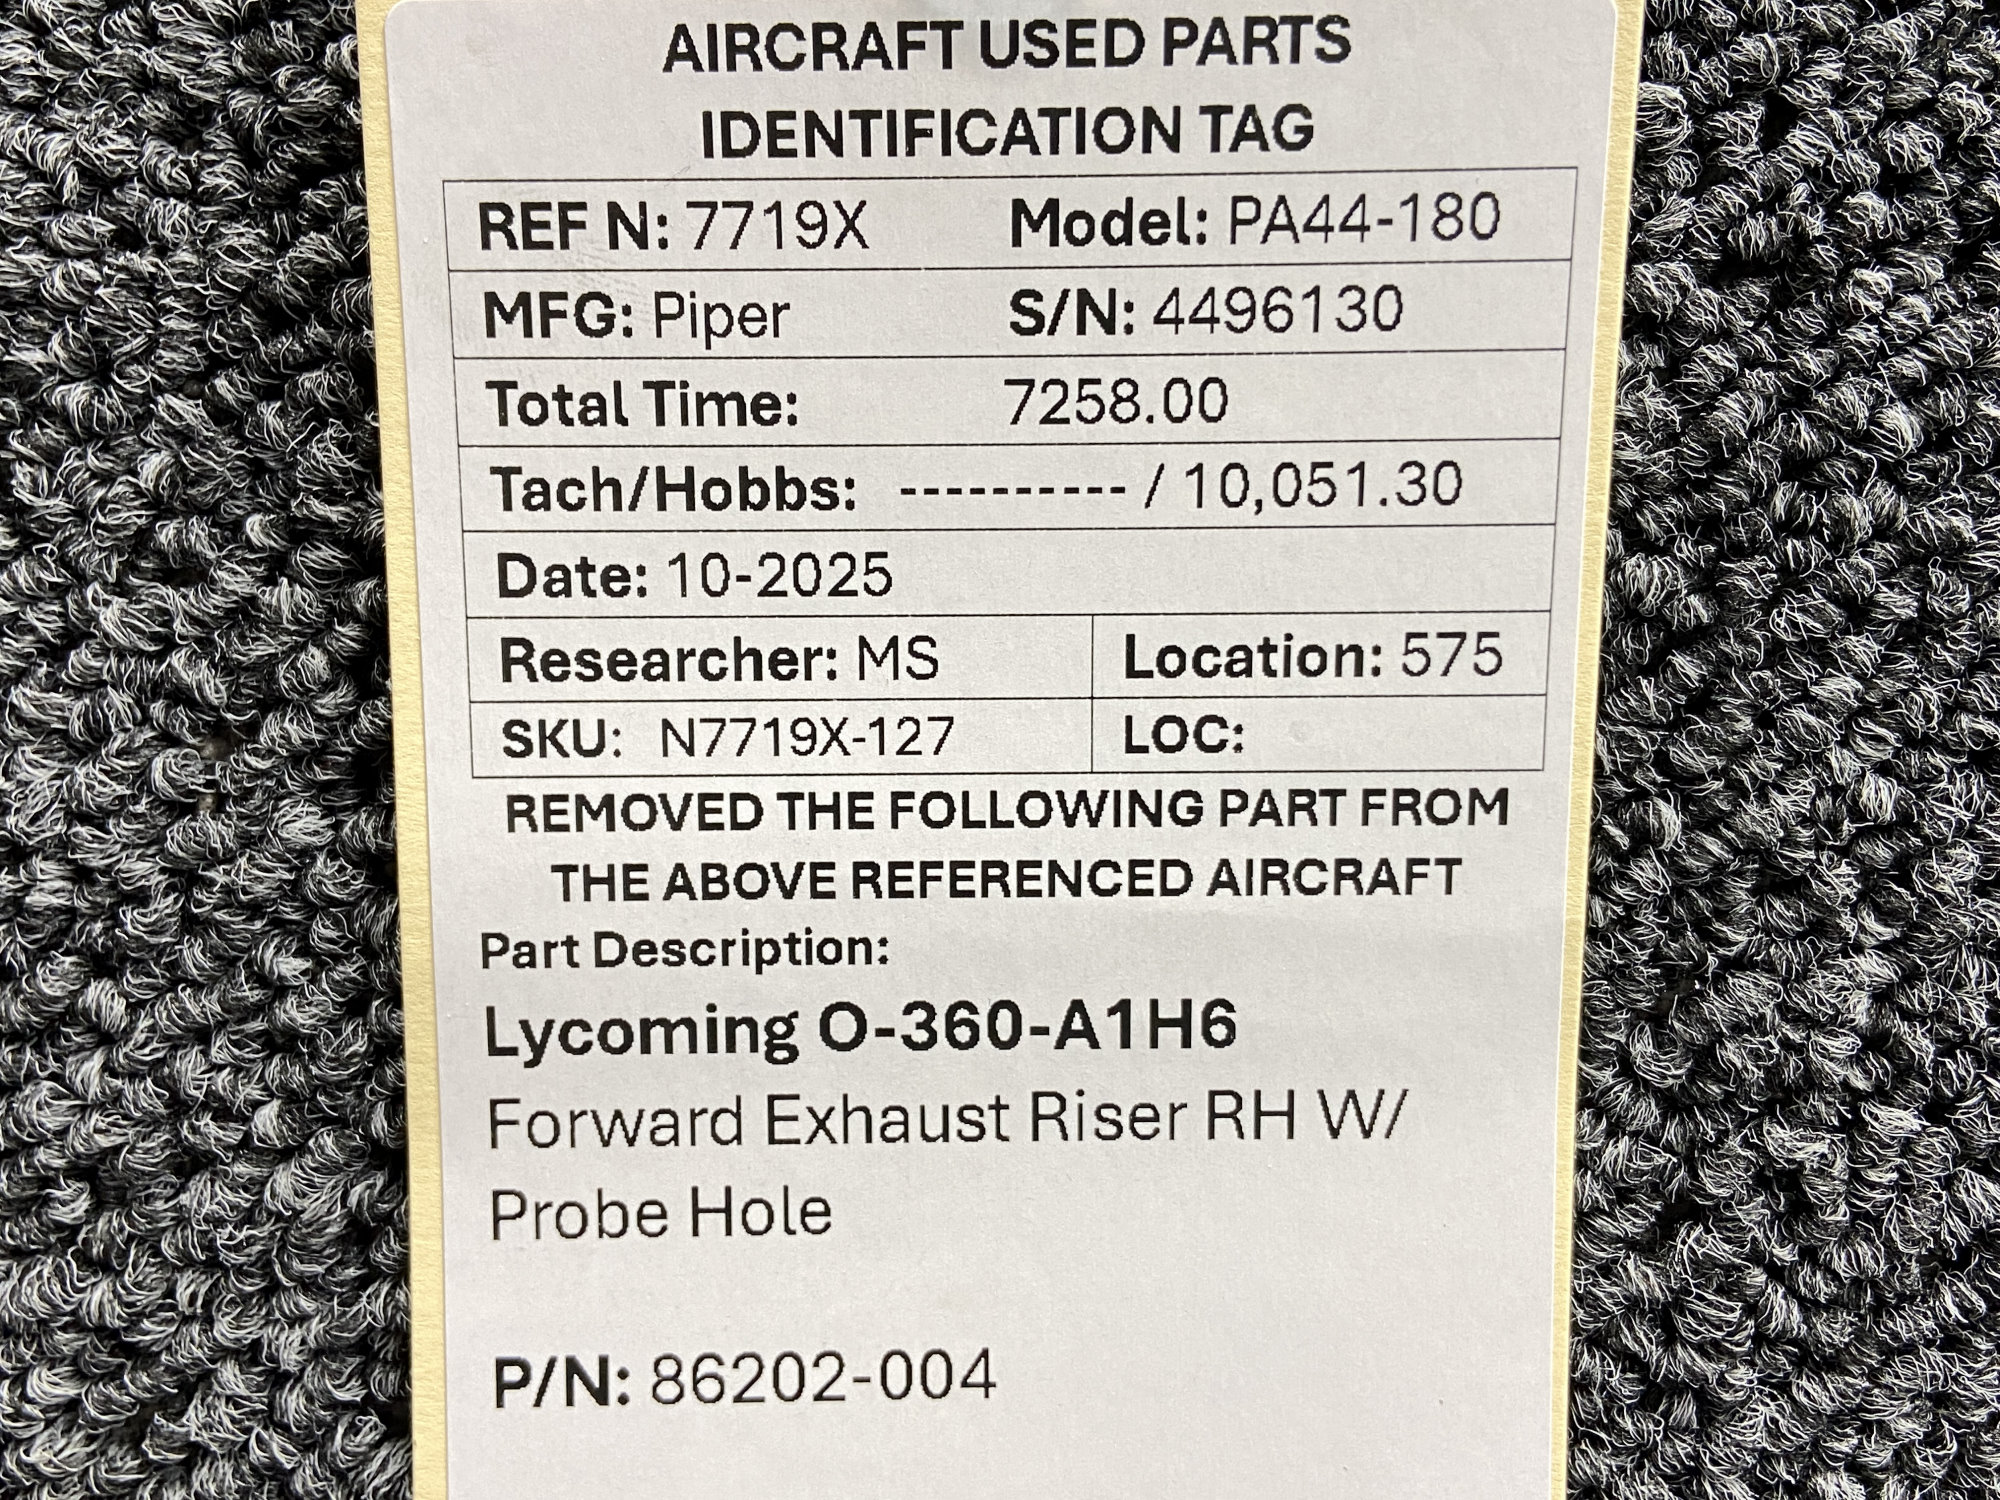 AIRCRAFT USED PARTS
IDENTIFICATION TAG
REF N: 7719X Model: PA44-180
MFG: Piper S/N: 4496130
Total Time: 7258.00
Tach/Hobbs: ---------- / 10,051.30
Date: 10-2025
Researcher: MS Location: 575
SKU: N7719X-127 LOC:
REMOVED THE FOLLOWING PART FROM
THE ABOVE REFERENCED AIRCRAFT
Part Description:
Lycoming O-360-A1H6
Forward Exhaust Riser RH W/
Probe Hole
P/N: 86202-004